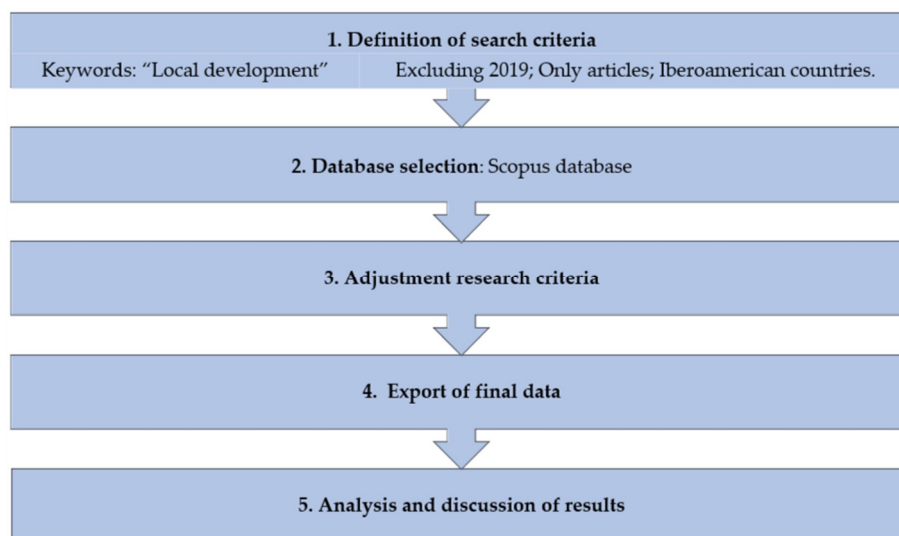 1. Definition of search criteria
Keywords: “Local development” Excluding 2019; Only articles; Iberoamerican countries.
2. Database selection: Scopus database
3. Adjustment research criteria
4. Export of final data
5. Analysis and discussion of results